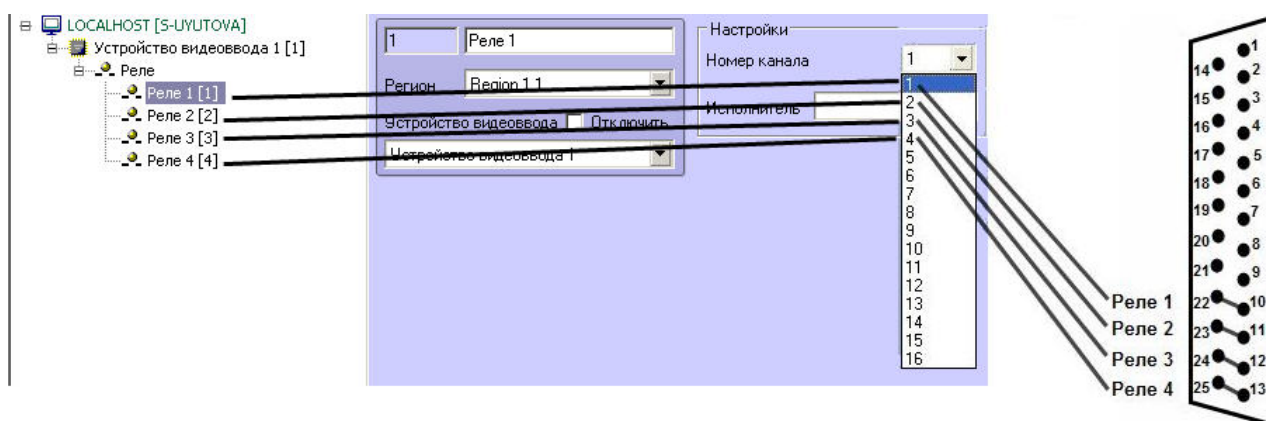 LOCALHOST [S-UYUTOVA]
Устройство видеоввода 1 [1]
Реле
Реле 1 [1]
Реле 2 [2]
Реле 3 [3]
Реле 4 [4]
1
Реле 1
Регион
Region 1.1
Устройство видеоввода
Отключить
Устройство видеоввода 1
Настройки
Номер канала
1
Исполнитель
1
2
3
4
5
6
7
8
9
10
11
12
13
14
15
16
Реле 1
Реле 2
Реле 3
Реле 4
1
14
2
15
3
16
4
17
5
18
6
19
7
20
8
21
9
22
10
23
11
24
12
25
13